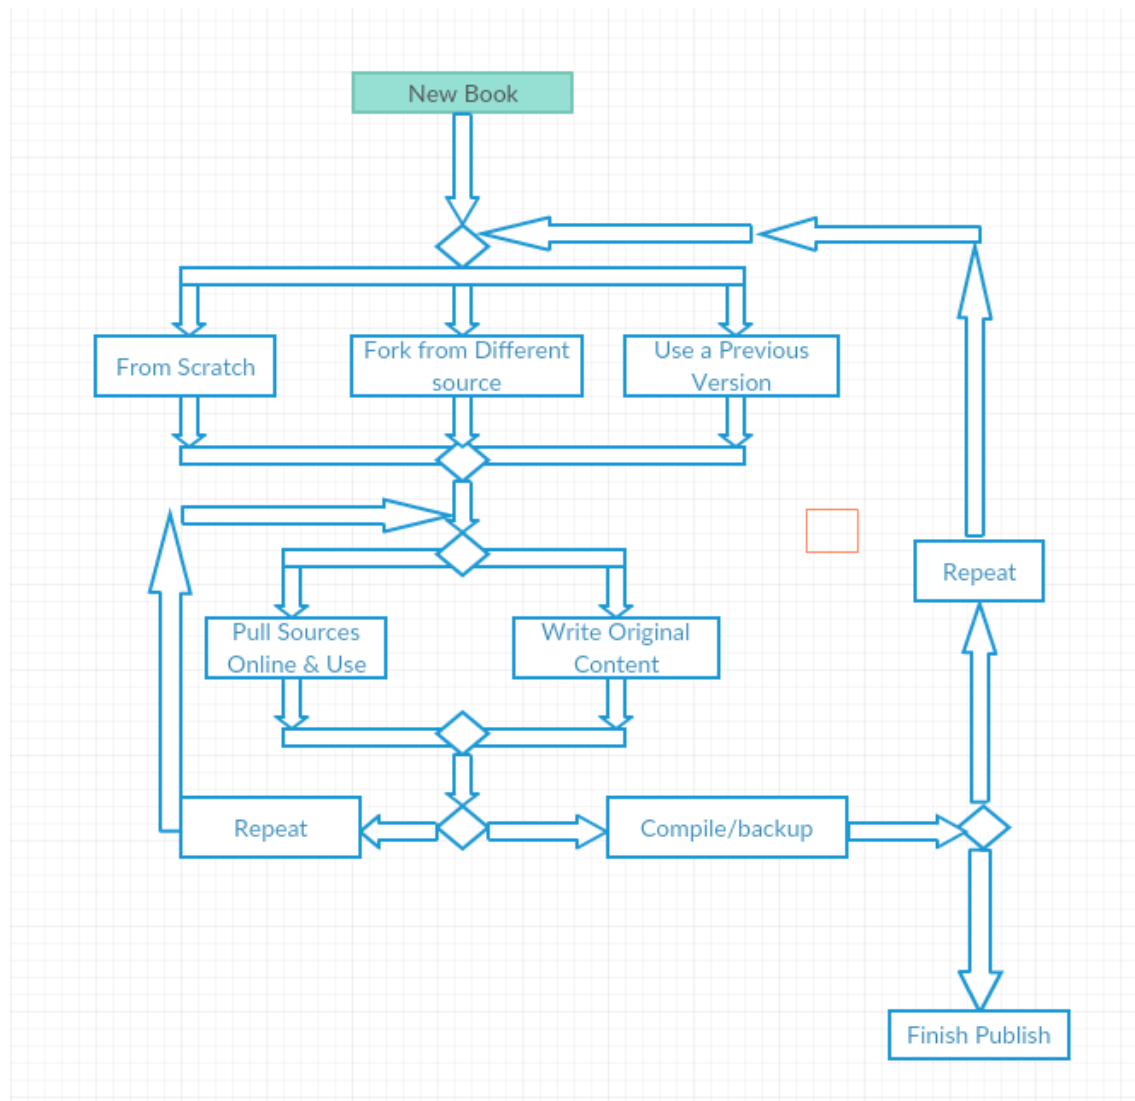 New Book
From Scratch
Fork from Different
source
Use a Previous
Version
Repeat
Pull Sources
Online & Use
Write Original
Content
Repeat
Compile/backup
Finish Publish